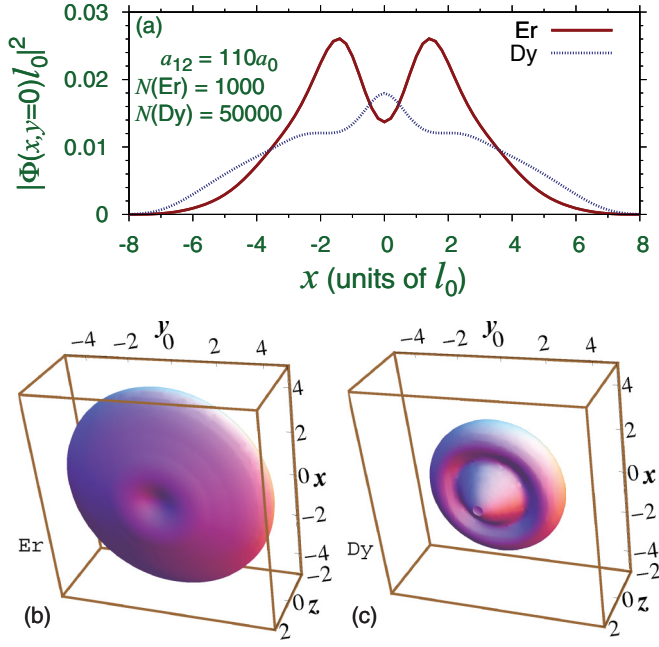 0.03
0.02
0.01
0
|Φ(x,y=0)l₀|²
(a)
a₁₂ = 110a₀
N(Er) = 1000
N(Dy) = 50000
Er
Dy
-8 -6 -4 -2 0 2 4 6 8
x (units of l₀)
y
−4 −2 0 2 4
4
2
0 x
−2
−4
−2
0 z
2
Er
(b)
y
−4 −2 0 2 4
4
2
0 x
−2
−4
−2
0 z
2
Dy
(c)